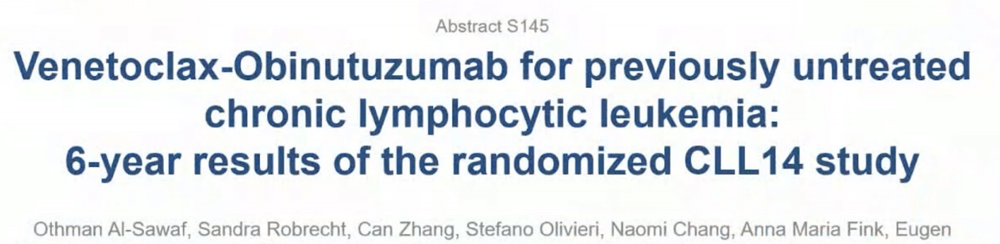 Abstract S145
Venetoclax-Obinutuzumab for previously untreated
chronic lymphocytic leukemia:
6-year results of the randomized CLL14 study
Othman Al-Sawaf, Sandra Robrecht, Can Zhang, Stefano Olivieri, Naomi Chang, Anna Maria Fink, Eugen